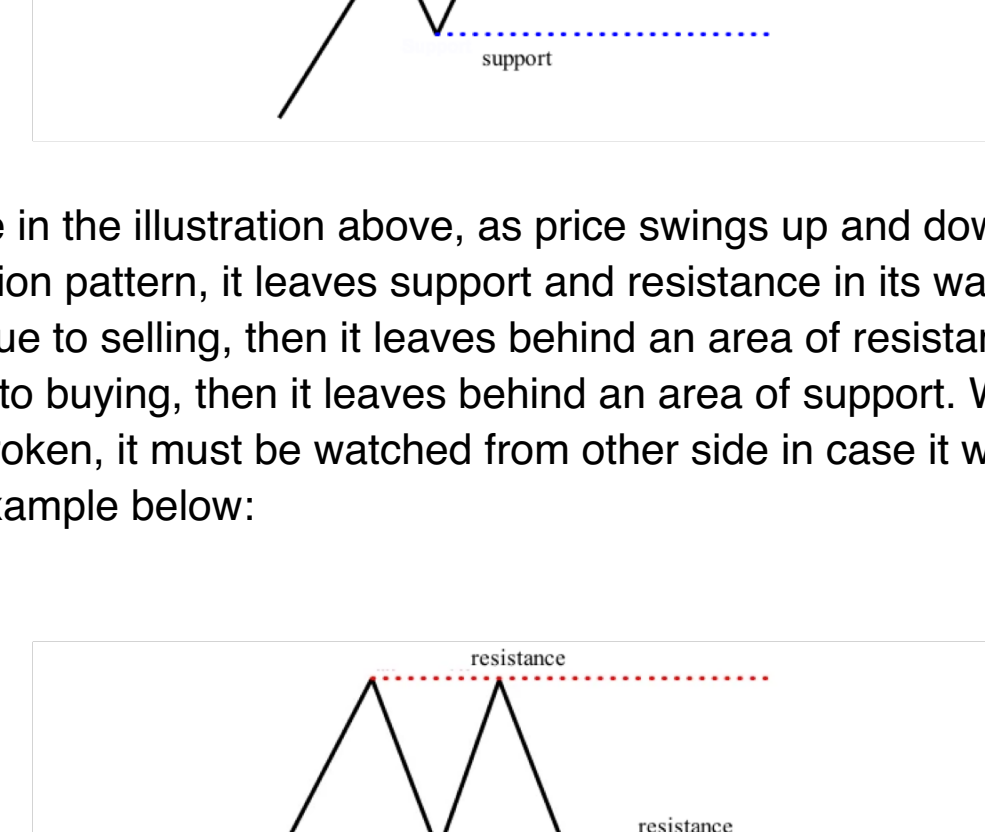 support
e in the illustration above, as price swings up and dow
ion pattern, it leaves support and resistance in its wa
ue to selling, then it leaves behind an area of resistan
to buying, then it leaves behind an area of support. W
oken, it must be watched from other side in case it w
xample below:
resistance
resistance